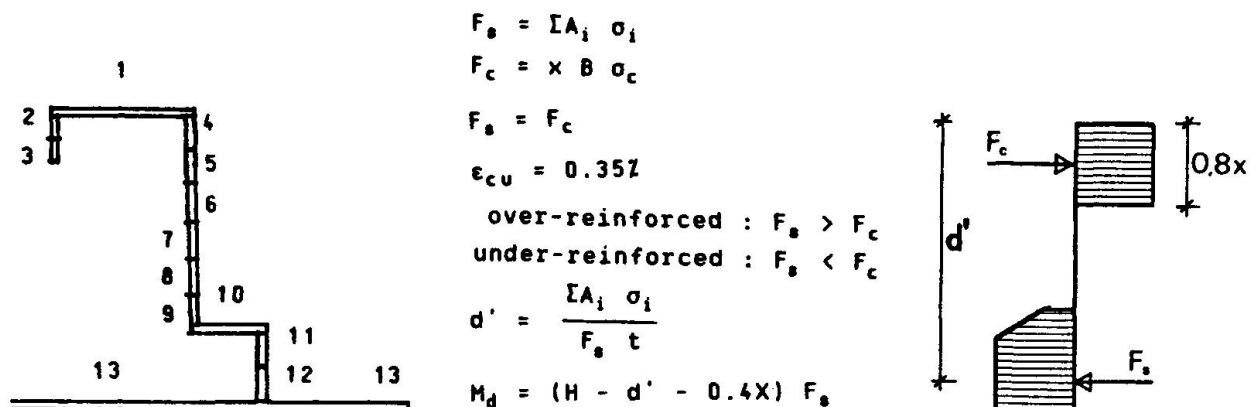 1
2
3
4
5
6
7
8
9
10
11
12
13
13
F_s = ΣA_i σ_i
F_c = x B σ_c
F_s = F_c
ε_cu = 0.35%
over-reinforced : F_s > F_c
under-reinforced : F_s < F_c
d' = ΣA_i σ_i / F_s t
M_d = (H - d' - 0.4X) F_s
F_c
0,8x
d'
F_s